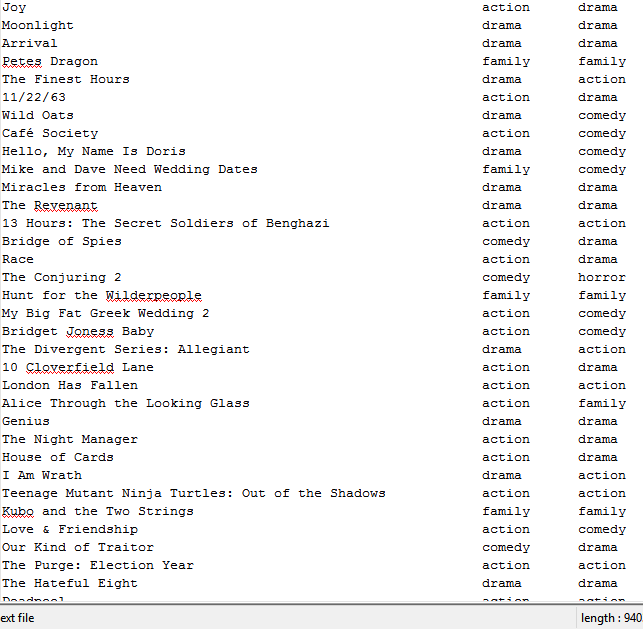 Joy action drama
Moonlight drama drama
Arrival drama drama
Petes Dragon family family
The Finest Hours drama action
11/22/63 action drama
Wild Oats drama comedy
Café Society action comedy
Hello, My Name Is Doris drama comedy
Mike and Dave Need Wedding Dates family comedy
Miracles from Heaven drama drama
The Revenant drama drama
13 Hours: The Secret Soldiers of Benghazi action action
Bridge of Spies comedy drama
Race action drama
The Conjuring 2 comedy horror
Hunt for the Wilderpeople family family
My Big Fat Greek Wedding 2 action comedy
Bridget Joness Baby action comedy
The Divergent Series: Allegiant drama action
10 Cloverfield Lane action drama
London Has Fallen action action
Alice Through the Looking Glass action family
Genius drama drama
The Night Manager action drama
House of Cards action drama
I Am Wrath drama action
Teenage Mutant Ninja Turtles: Out of the Shadows action action
Kubo and the Two Strings family family
Love & Friendship action comedy
Our Kind of Traitor comedy drama
The Purge: Election Year action action
The Hateful Eight drama drama
Deadpool action action
ext file length : 940